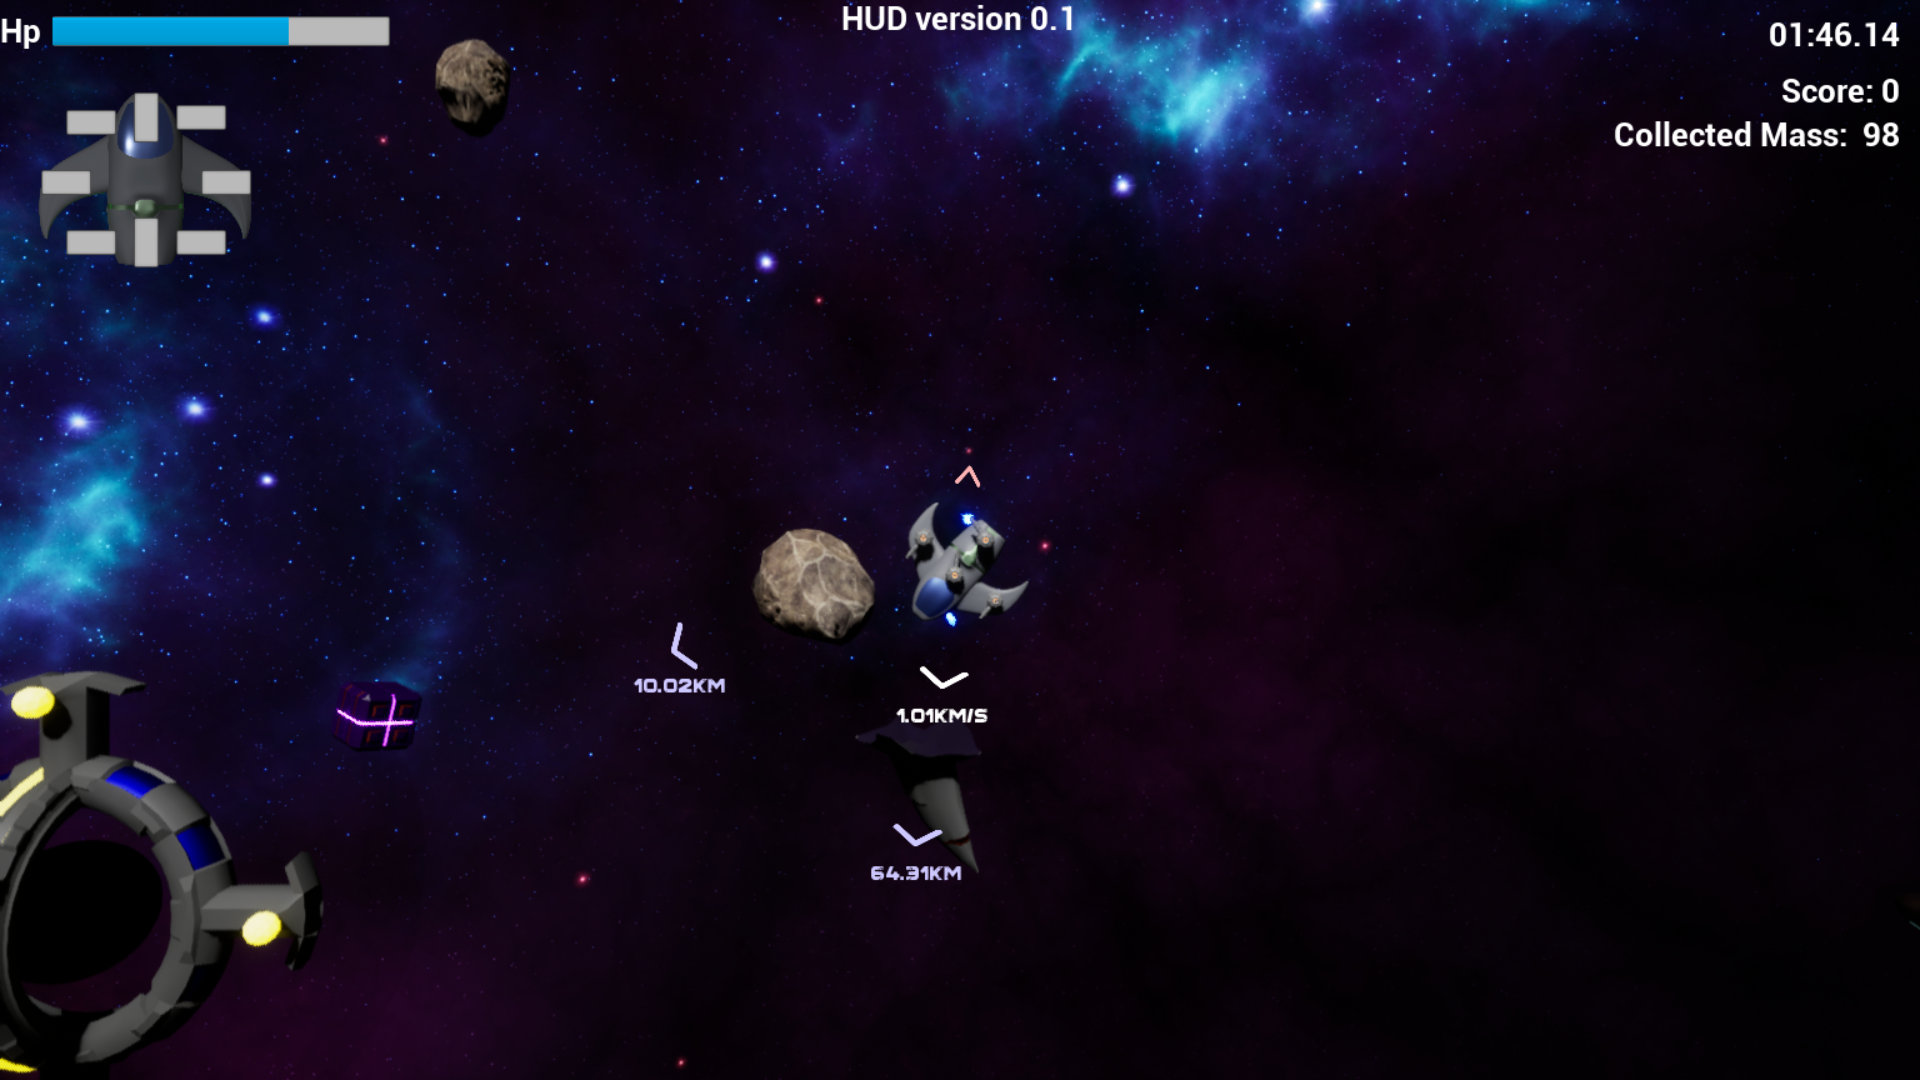 Hp
HUD version 0.1
01:46.14
Score: 0
Collected Mass: 98
10.02KM
1.01KM/S
64.31KM